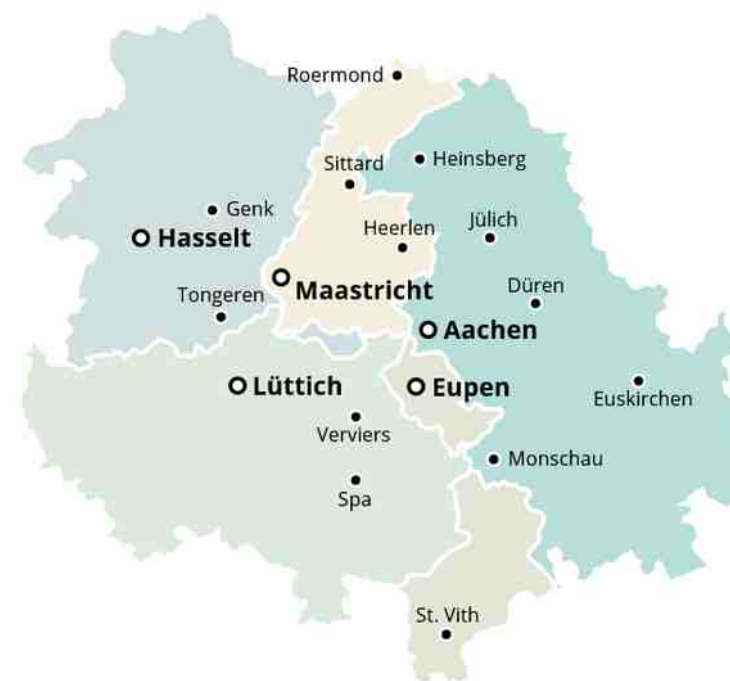 Roermond
Heinsberg
Sittard
Genk
Jülich
Heerlen
Hasselt
Düren
Maastricht
Tongeren
Aachen
Lüttich
Eupen
Euskirchen
Verviers
Monschau
Spa
St. Vith